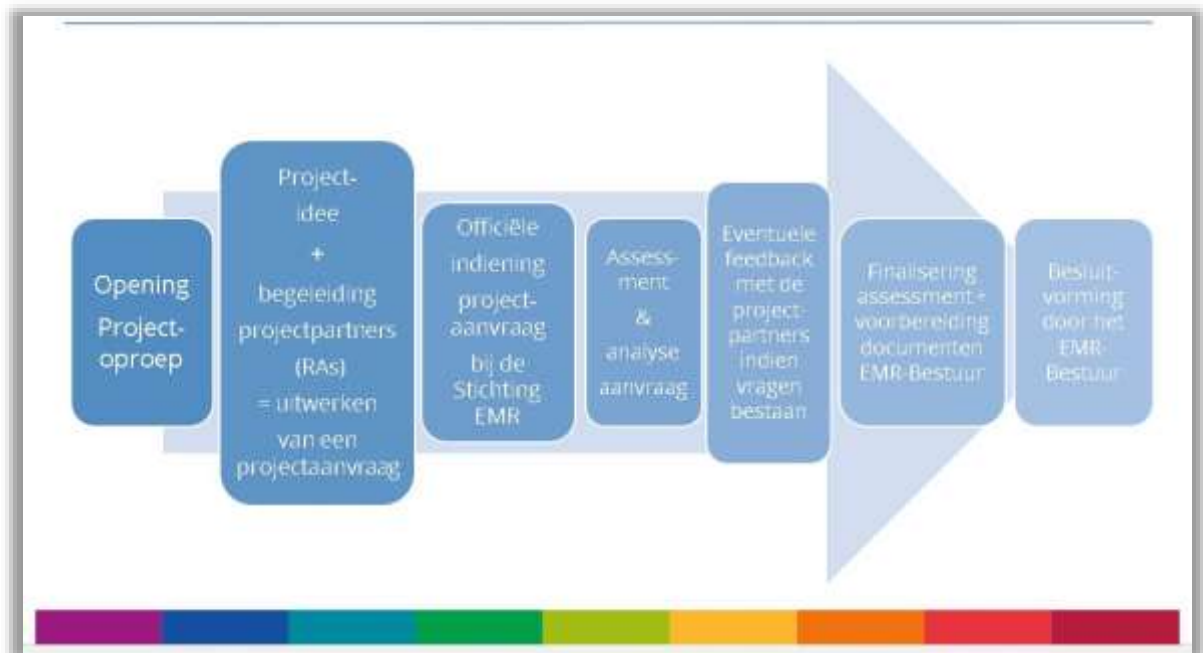 Opening
Project-
oproep
Project-
idee
+
begeleiding
projectpartners
(RAs)
= uitwerken
van een
projectaanvraag
Officiële
indiening
project-
aanvraag
bij de
Stichting
EMR
Assess-
ment
&
analyse
aanvraag
Eventuele
feedback
met de
project-
partners
indien
vragen
bestaan
Finalisering
assessment +
voorbereiding
documenten
EMR-Bestuur
Besluit-
vorming
door het
EMR-
Bestuur